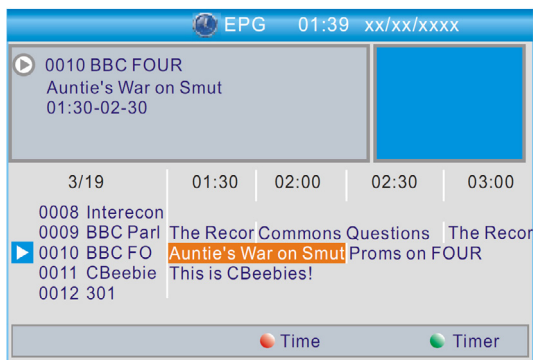 EPG 01:39 xx/xx/xxxx
0010 BBC FOUR
Auntie's War on Smut
01:30-02-30
3/19 01:30 02:00 02:30 03:00
0008 Interecon
0009 BBC Parl The Recor Commons Questions The Recor
0010 BBC FO Auntie's War on Smut Proms on FOUR
0011 CBeebie This is CBeebies!
0012 301
Time Timer